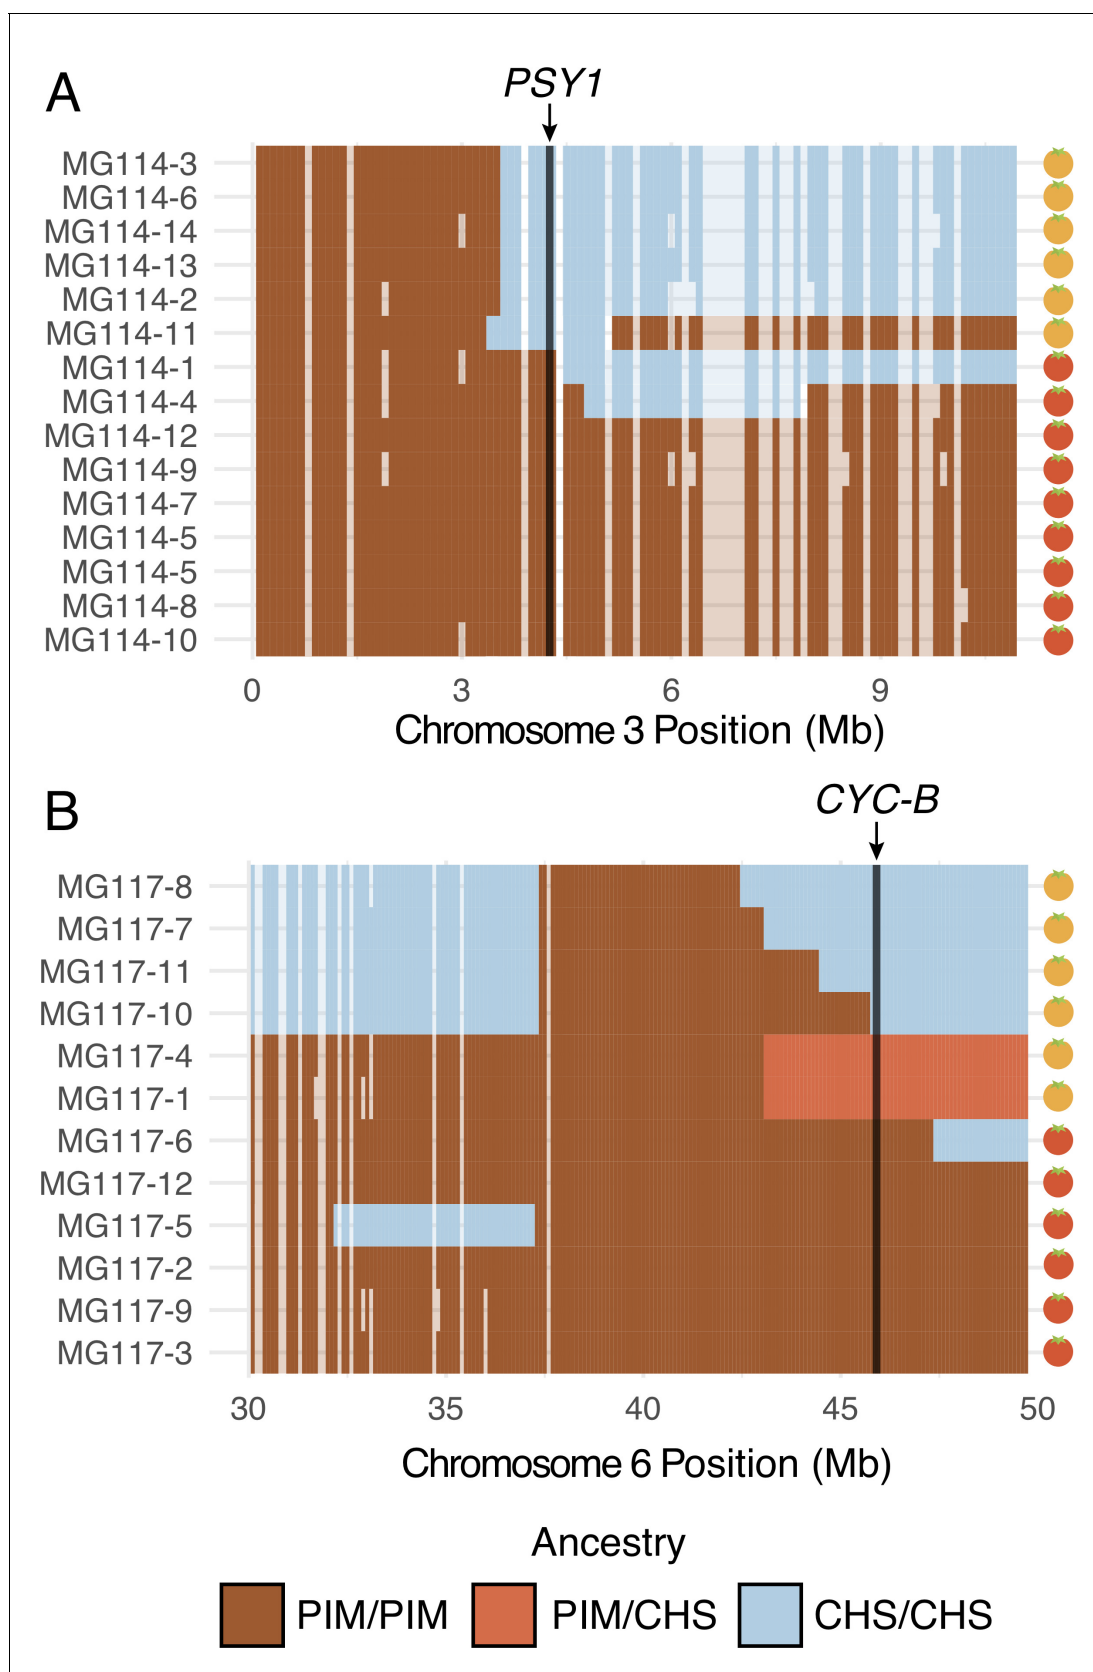 A
PSY1
MG114-3
MG114-6
MG114-14
MG114-13
MG114-2
MG114-11
MG114-1
MG114-4
MG114-12
MG114-9
MG114-7
MG114-5
MG114-5
MG114-8
MG114-10
0 3 6 9
Chromosome 3 Position (Mb)
B
CYC-B
MG117-8
MG117-7
MG117-11
MG117-10
MG117-4
MG117-1
MG117-6
MG117-12
MG117-5
MG117-2
MG117-9
MG117-3
30 35 40 45 50
Chromosome 6 Position (Mb)
Ancestry
PIM/PIM PIM/CHS CHS/CHS